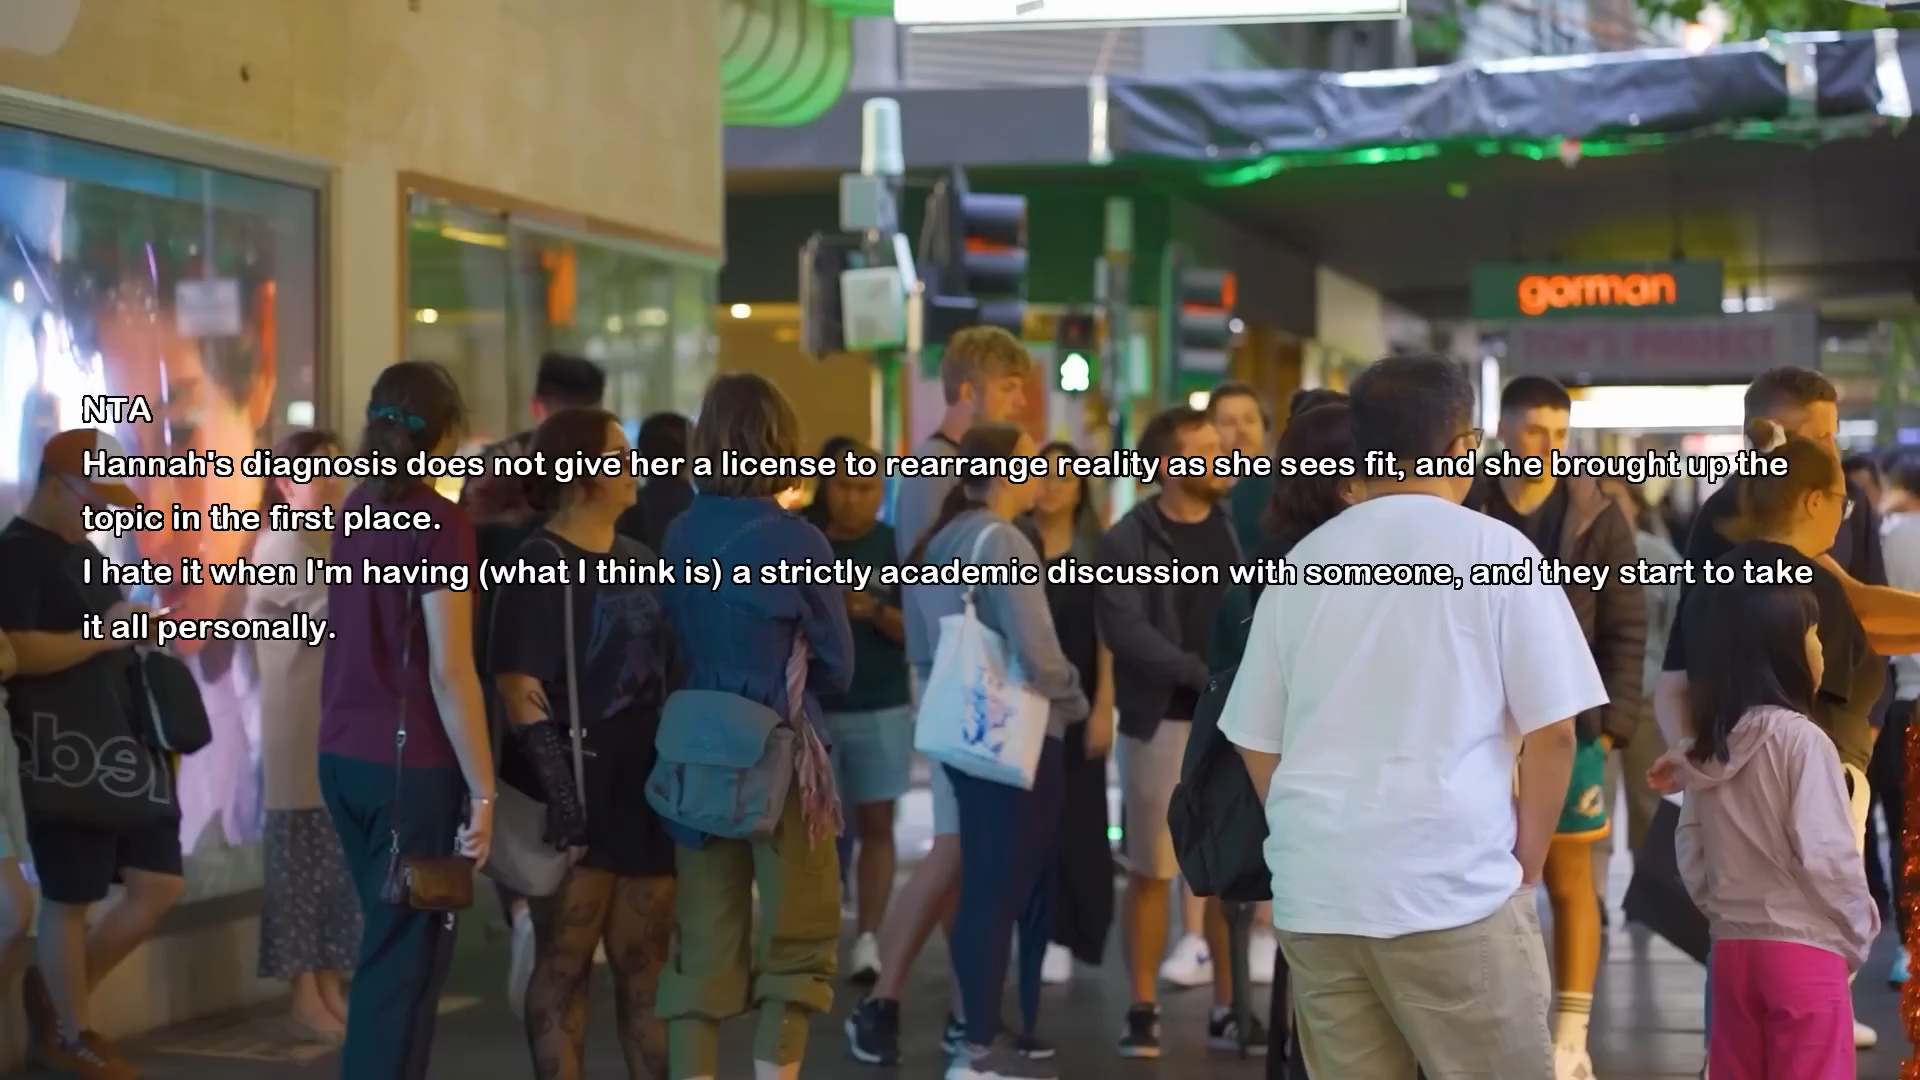 gorman
NTA
Hannah's diagnosis does not give her a license to rearrange reality as she sees fit, and she brought up the
topic in the first place.
I hate it when I'm having (what I think is) a strictly academic discussion with someone, and they start to take
it all personally.